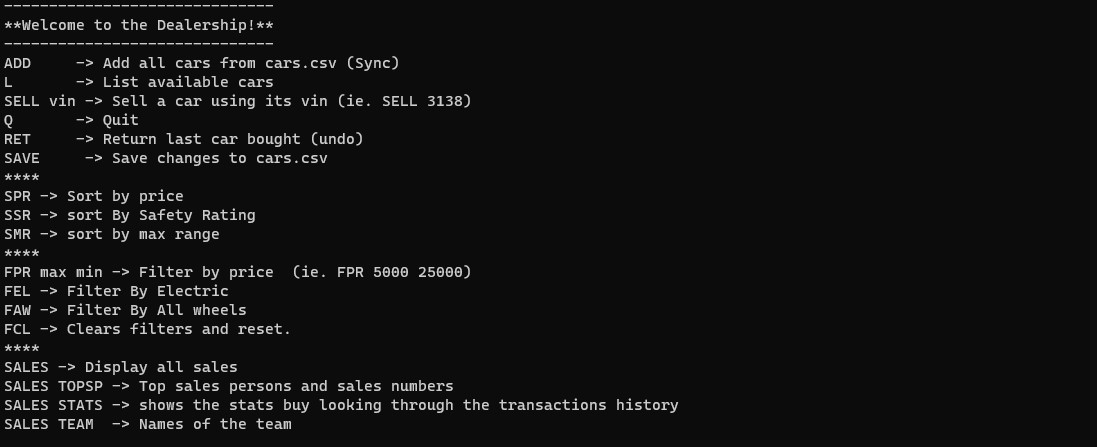 ------------------------------
**Welcome to the Dealership!**
------------------------------
ADD     -> Add all cars from cars.csv (Sync)
L       -> List available cars
SELL vin -> Sell a car using its vin (ie. SELL 3138)
Q       -> Quit
RET     -> Return last car bought (undo)
SAVE     -> Save changes to cars.csv
****
SPR -> Sort by price
SSR -> sort By Safety Rating
SMR -> sort by max range
****
FPR max min -> Filter by price  (ie. FPR 5000 25000)
FEL -> Filter By Electric
FAW -> Filter By All wheels
FCL -> Clears filters and reset.
****
SALES -> Display all sales
SALES TOPSP -> Top sales persons and sales numbers
SALES STATS -> shows the stats buy looking through the transactions history
SALES TEAM  -> Names of the team